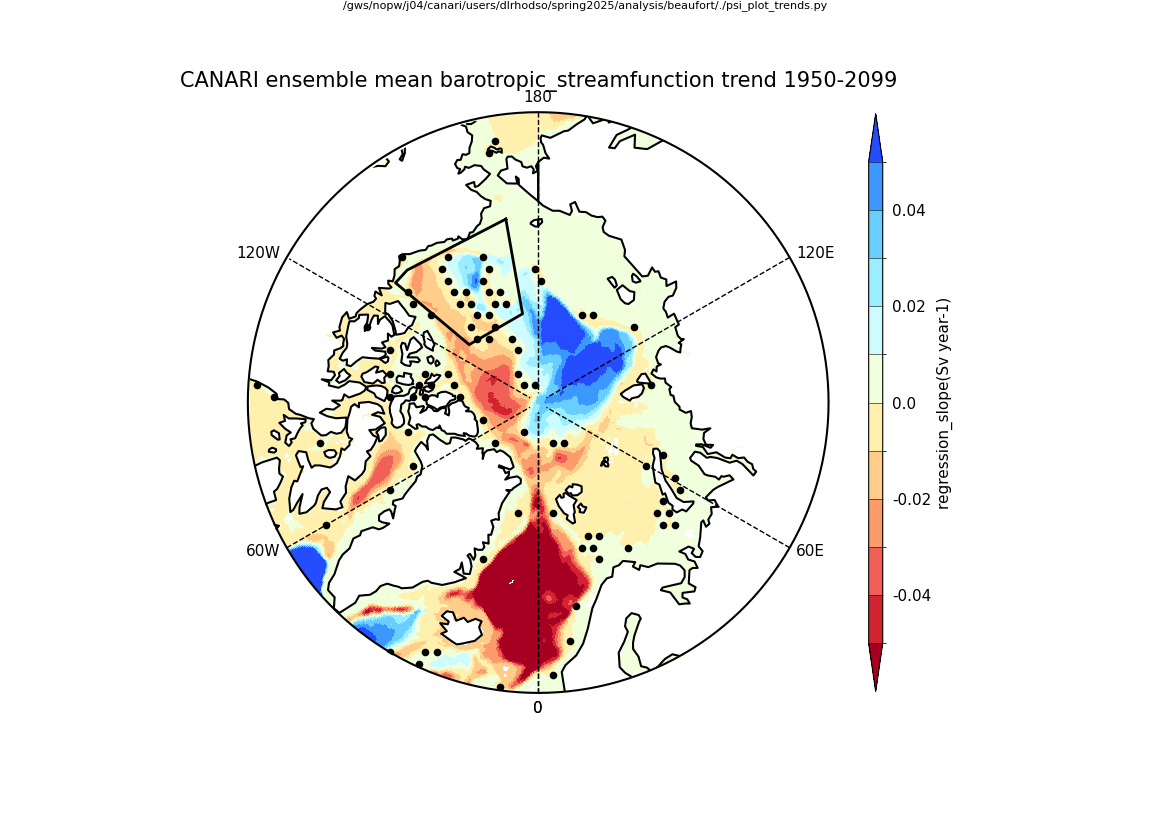 /gws/nopw/j04/canari/users/dlrhodso/spring2025/analysis/beaufort/./psi_plot_trends.py
CANARI ensemble mean barotropic_streamfunction trend 1950-2099
180
120W
120E
60W
60E
0
0.04
0.02
0.0
-0.02
-0.04
regression_slope(Sv year-1)